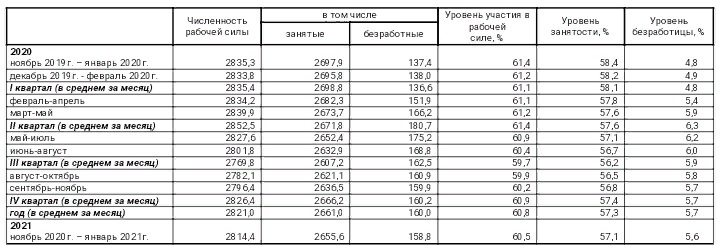 Численность рабочей силы | в том числе | Уровень участия в рабочей силе, % | Уровень занятости, % | Уровень безработицы, %
занятые | безработные
2020
ноябрь 2019 г. – январь 2020 г. 2835,3 2697,9 137,4 61,4 58,4 4,8
декабрь 2019 г. - февраль 2020 г. 2833,8 2695,8 138,0 61,2 58,2 4,9
I квартал (в среднем за месяц) 2835,4 2698,8 136,6 61,1 58,1 4,8
февраль-апрель 2834,2 2682,3 151,9 61,1 57,8 5,4
март-май 2839,9 2673,7 166,2 61,2 57,6 5,9
II квартал (в среднем за месяц) 2852,5 2671,8 180,7 61,4 57,6 6,3
май-июль 2827,6 2652,4 175,2 60,9 57,1 6,2
июнь-август 2801,8 2632,9 168,8 60,4 56,7 6,0
III квартал (в среднем за месяц) 2769,8 2607,2 162,5 59,7 56,2 5,9
август-октябрь 2782,1 2621,1 160,9 59,9 56,5 5,8
сентябрь-ноябрь 2796,4 2636,5 159,9 60,2 56,8 5,7
IV квартал (в среднем за месяц) 2826,4 2666,2 160,2 60,9 57,4 5,7
год (в среднем за месяц) 2821,0 2661,0 160,0 60,8 57,3 5,7
2021
ноябрь 2020 г. – январь 2021 г. 2814,4 2655,6 158,8 60,5 57,1 5,6